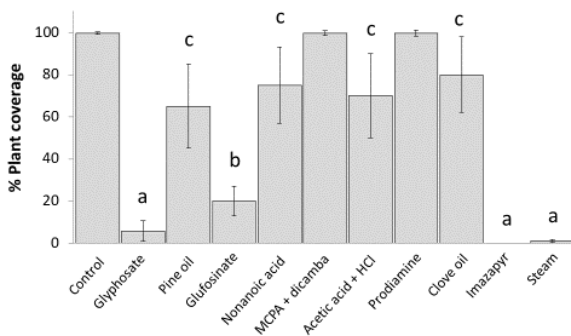 % Plant coverage
100
80
60
40
20
0
a
c
b
c
c
c
a
a
Control
Glyphosate
Pine oil
Glufosinate
Nonanoic acid
MCPA + dicamba
Acetic acid + HCl
Prodiamine
Clove oil
Imazapyr
Steam